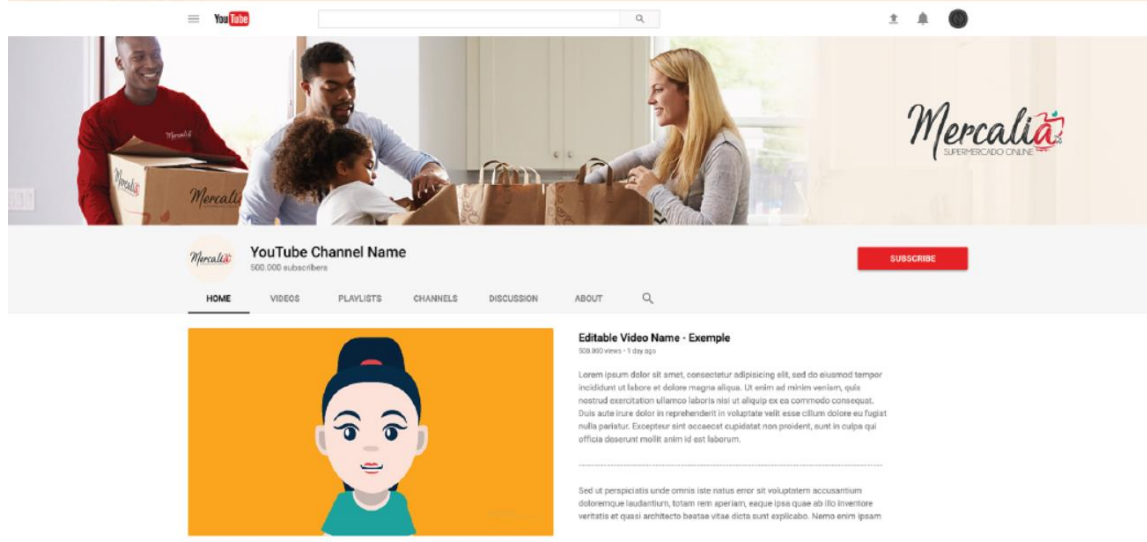 YouTube
Mercalia
Mercalia
Mercalia
Mercalia
SUPERMERCADO ONLINE
Mercalia
YouTube Channel Name
500.000 subscribers
SUBSCRIBE
HOME VIDEOS PLAYLISTS CHANNELS DISCUSSION ABOUT
Editable Video Name - Exemple
509.800 views - 1 day ago
Lorem ipsum dolor sit amet, consectetur adipisicing elit, sed do eiusmod tempor
incididunt ut labore et dolore magna aliqua. Ut enim ad minim veniam, quis
nostrud exercitation ullamco laboris nisi ut aliquip ex ea commodo consequat.
Duis aute irure dolor in reprehenderit in voluptate velit esse cillum dolore eu fugiat
nulla pariatur. Excepteur sint occaecat cupidatat non proident, sunt in culpa qui
officia deserunt mollit anim id est laborum.
Sed ut perspiciatis unde omnis iste natus error sit voluptatem accusantium
doloremque laudantium, totam rem aperiam, eaque ipsa quae ab illo inventore
veritatis et quasi architecto beatae vitae dicta sunt explicabo. Nemo enim ipsam